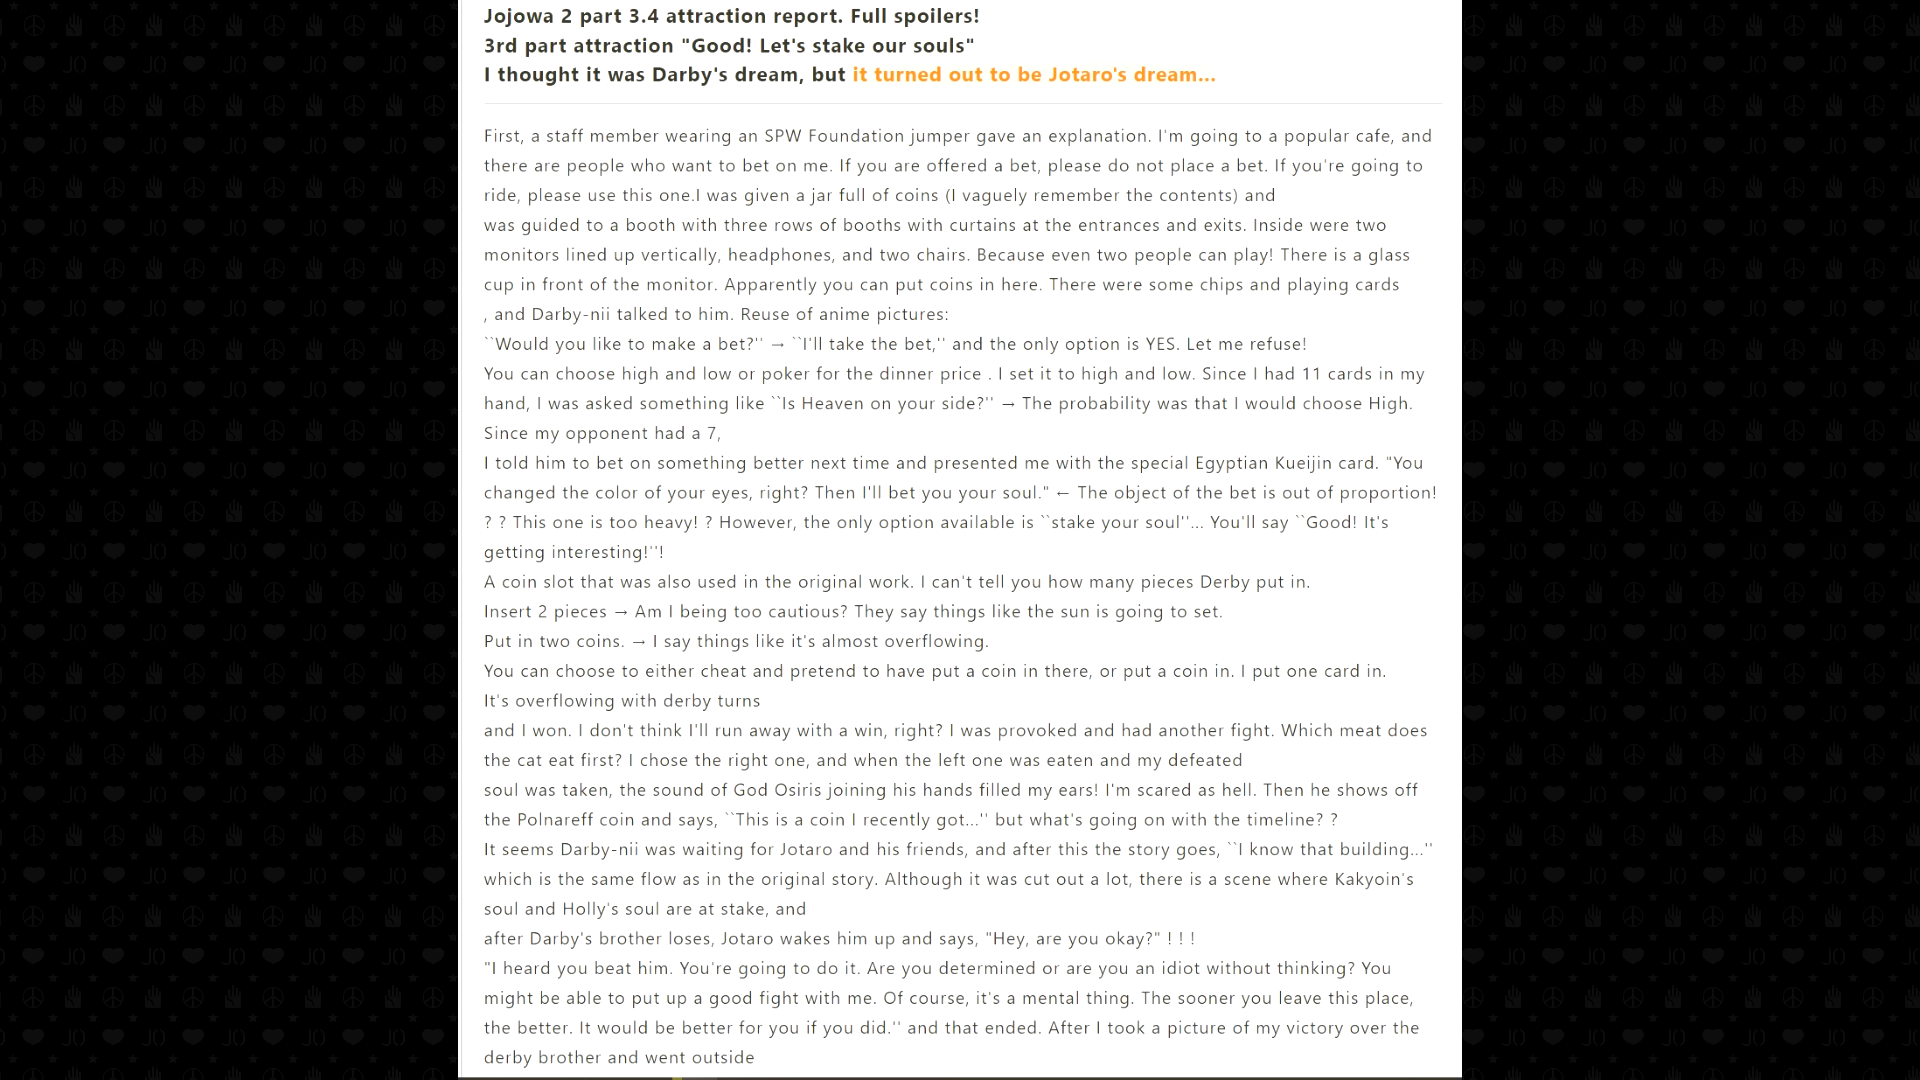 Jojowa 2 part 3.4 attraction report. Full spoilers!
3rd part attraction "Good! Let's stake our souls"
I thought it was Darby's dream, but it turned out to be Jotaro's dream...
First, a staff member wearing an SPW Foundation jumper gave an explanation. I'm going to a popular cafe, and
there are people who want to bet on me. If you are offered a bet, please do not place a bet. If you're going to
ride, please use this one.I was given a jar full of coins (I vaguely remember the contents) and
was guided to a booth with three rows of booths with curtains at the entrances and exits. Inside were two
monitors lined up vertically, headphones, and two chairs. Because even two people can play! There is a glass
cup in front of the monitor. Apparently you can put coins in here. There were some chips and playing cards
, and Darby-nii talked to him. Reuse of anime pictures:
``Would you like to make a bet?'' → ``I'll take the bet,'' and the only option is YES. Let me refuse!
You can choose high and low or poker for the dinner price . I set it to high and low. Since I had 11 cards in my
hand, I was asked something like ``Is Heaven on your side?'' → The probability was that I would choose High.
Since my opponent had a 7,
I told him to bet on something better next time and presented me with the special Egyptian Kueijin card. "You
changed the color of your eyes, right? Then I'll bet you your soul." ← The object of the bet is out of proportion!
? ? This one is too heavy! ? However, the only option available is ``stake your soul''... You'll say ``Good! It's
getting interesting!''!
A coin slot that was also used in the original work. I can't tell you how many pieces Derby put in.
Insert 2 pieces → Am I being too cautious? They say things like the sun is going to set.
Put in two coins. → I say things like it's almost overflowing.
You can choose to either cheat and pretend to have put a coin in there, or put a coin in. I put one card in.
It's overflowing with derby turns
and I won. I don't think I'll run away with a win, right? I was provoked and had another fight. Which meat does
the cat eat first? I chose the right one, and when the left one was eaten and my defeated
soul was taken, the sound of God Osiris joining his hands filled my ears! I'm scared as hell. Then he shows off
the Polnareff coin and says, ``This is a coin I recently got...'' but what's going on with the timeline? ?
It seems Darby-nii was waiting for Jotaro and his friends, and after this the story goes, ``I know that building...''
which is the same flow as in the original story. Although it was cut out a lot, there is a scene where Kakyoin's
soul and Holly's soul are at stake, and
after Darby's brother loses, Jotaro wakes him up and says, "Hey, are you okay?" ! ! !
"I heard you beat him. You're going to do it. Are you determined or are you an idiot without thinking? You
might be able to put up a good fight with me. Of course, it's a mental thing. The sooner you leave this place,
the better. It would be better for you if you did.'' and that ended. After I took a picture of my victory over the
derby brother and went outside